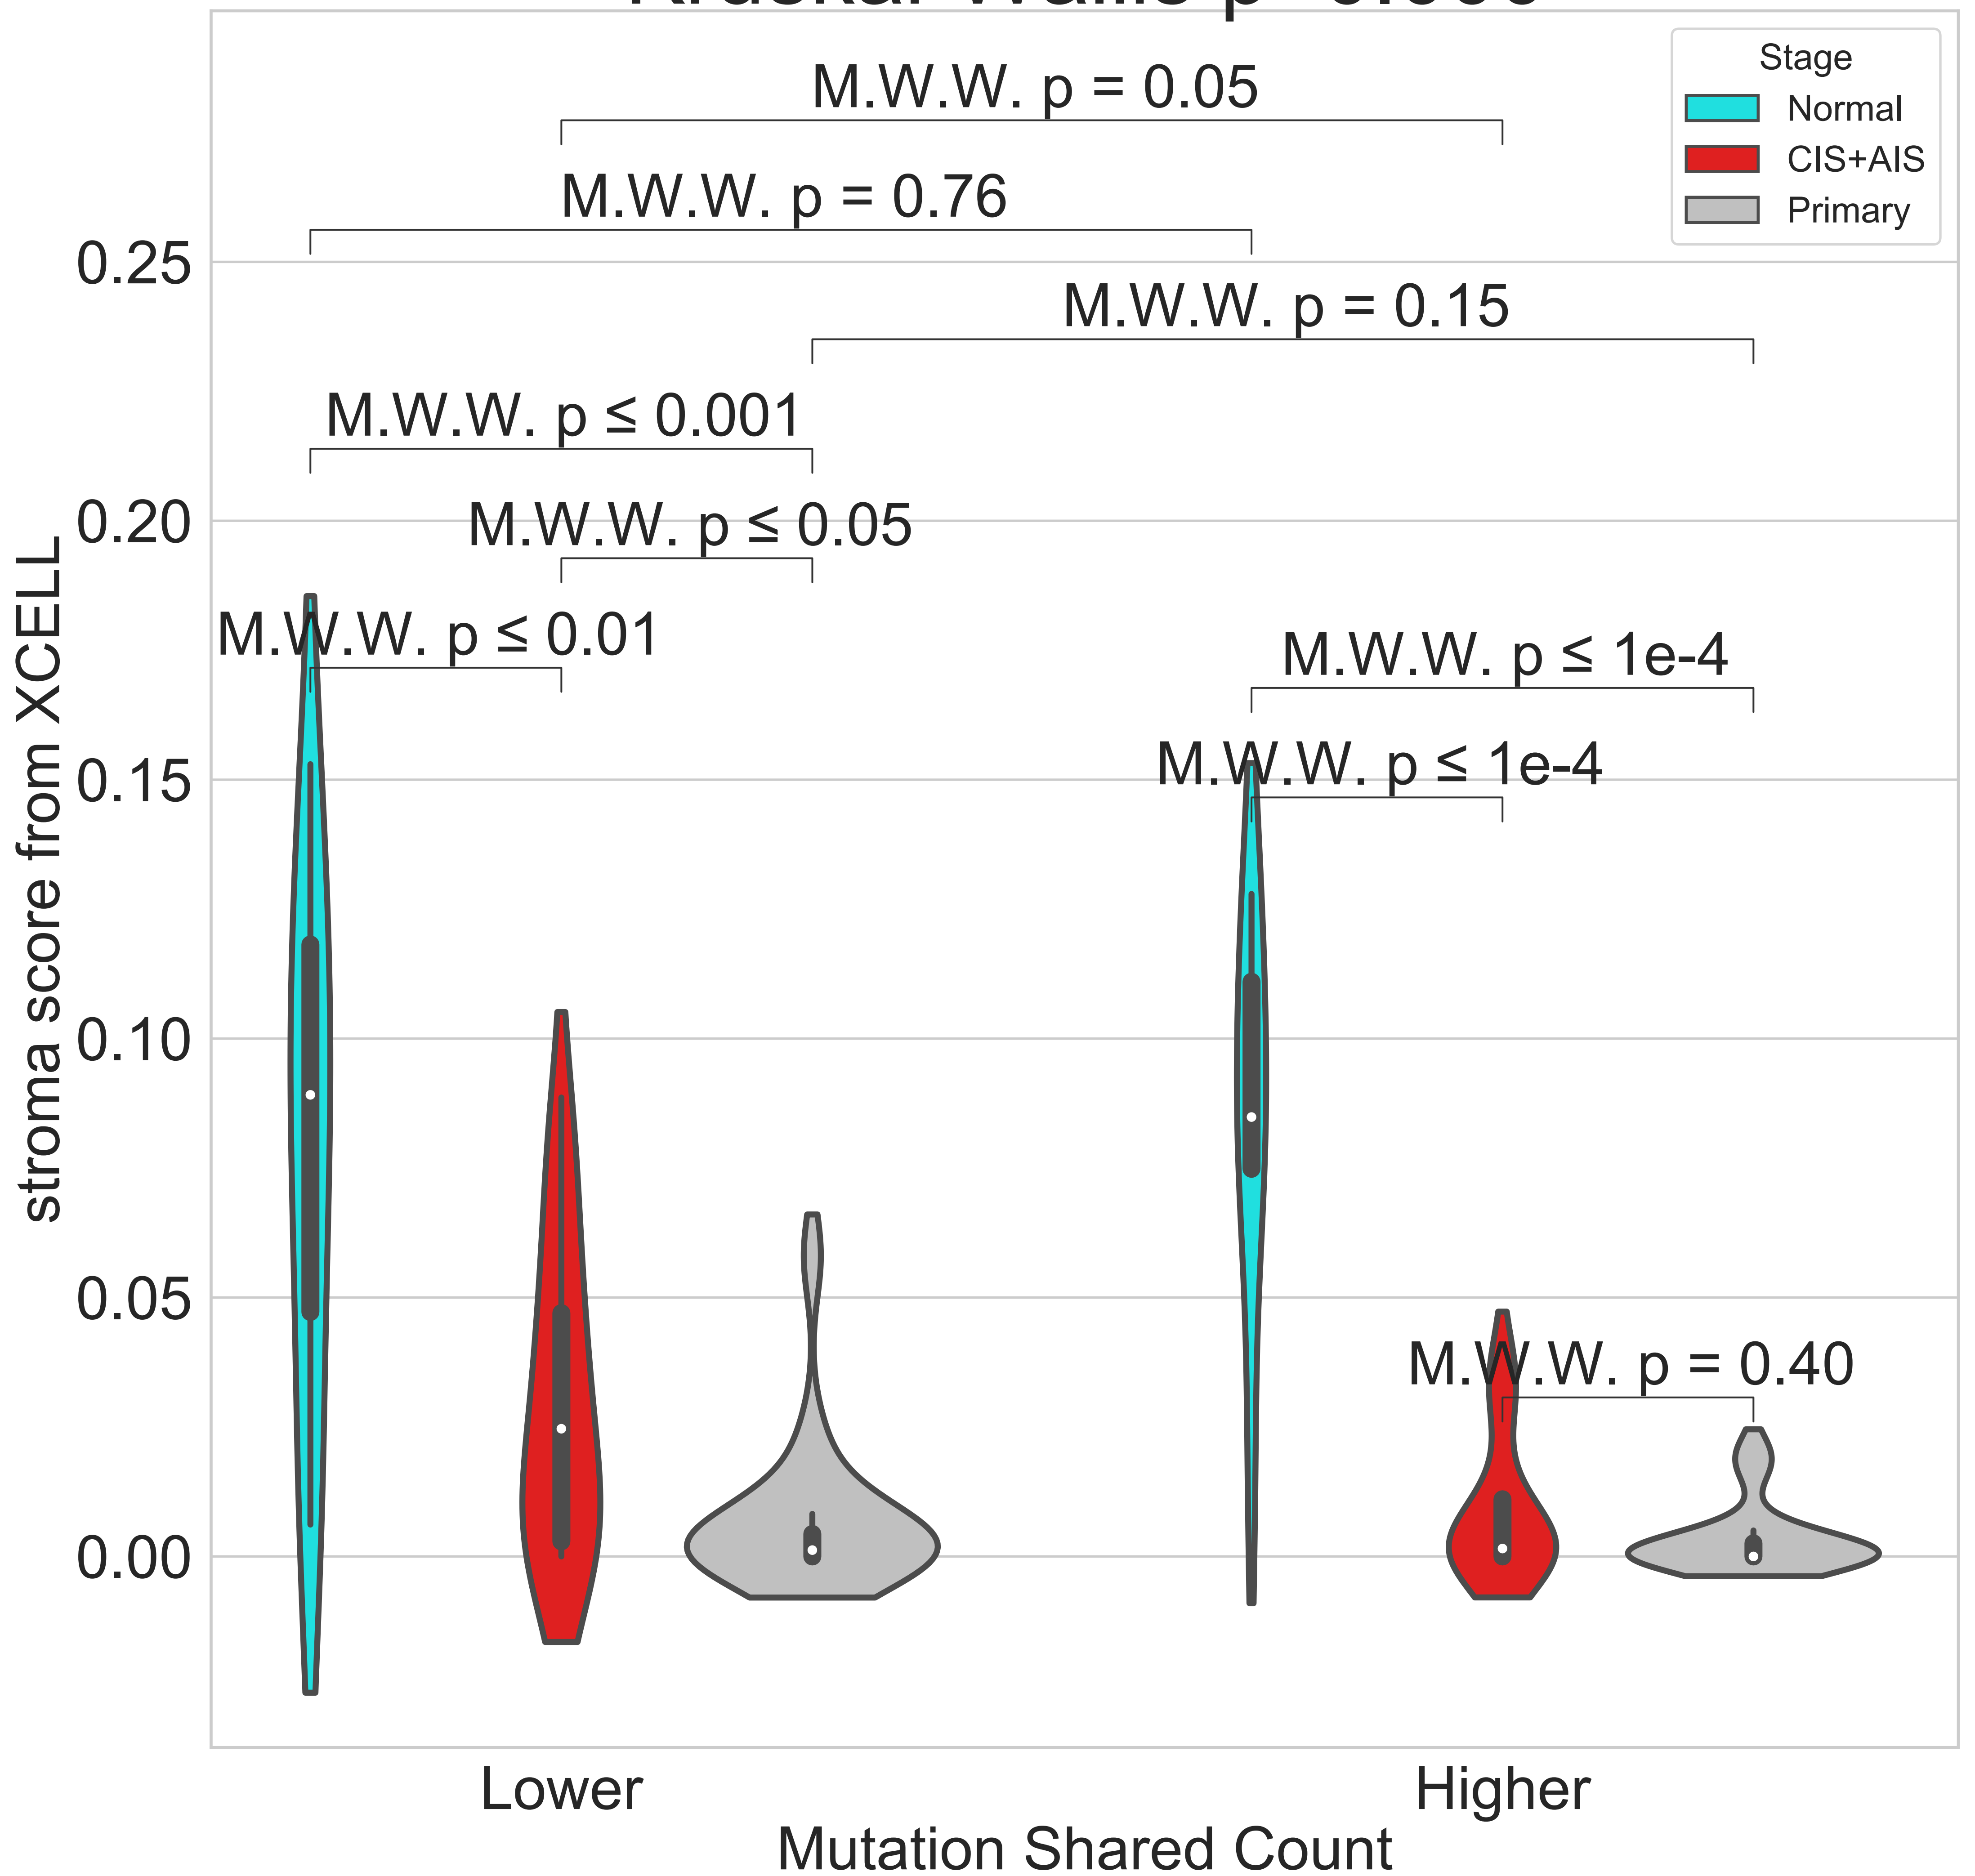 Stage
Normal
CIS+AIS
Primary
M.W.W. p = 0.05
M.W.W. p = 0.76
M.W.W. p = 0.15
M.W.W. p ≤ 0.001
M.W.W. p ≤ 0.05
M.W.W. p ≤ 0.01
M.W.W. p ≤ 1e-4
M.W.W. p ≤ 1e-4
M.W.W. p = 0.40
0.25
0.20
0.15
0.10
0.05
0.00
stroma score from XCELL
Lower
Higher
Mutation Shared Count